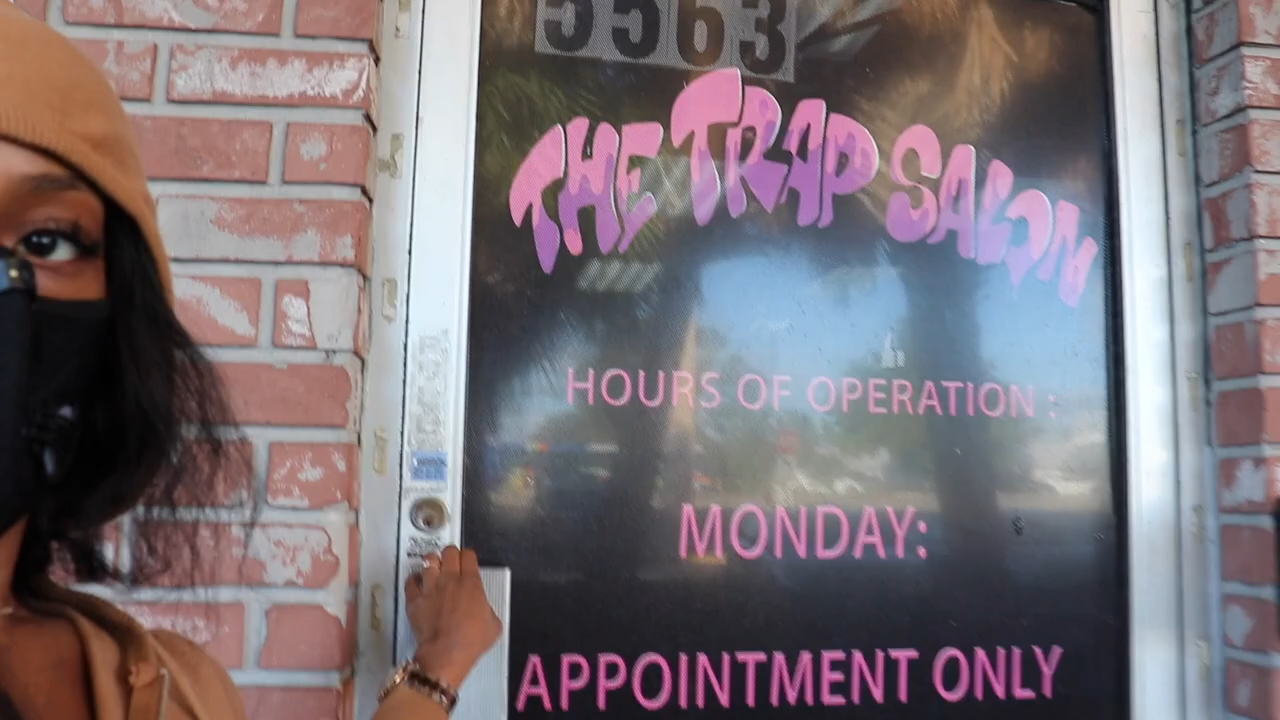 5563
THE TRAP SALON
HOURS OF OPERATION :
MONDAY:
APPOINTMENT ONLY